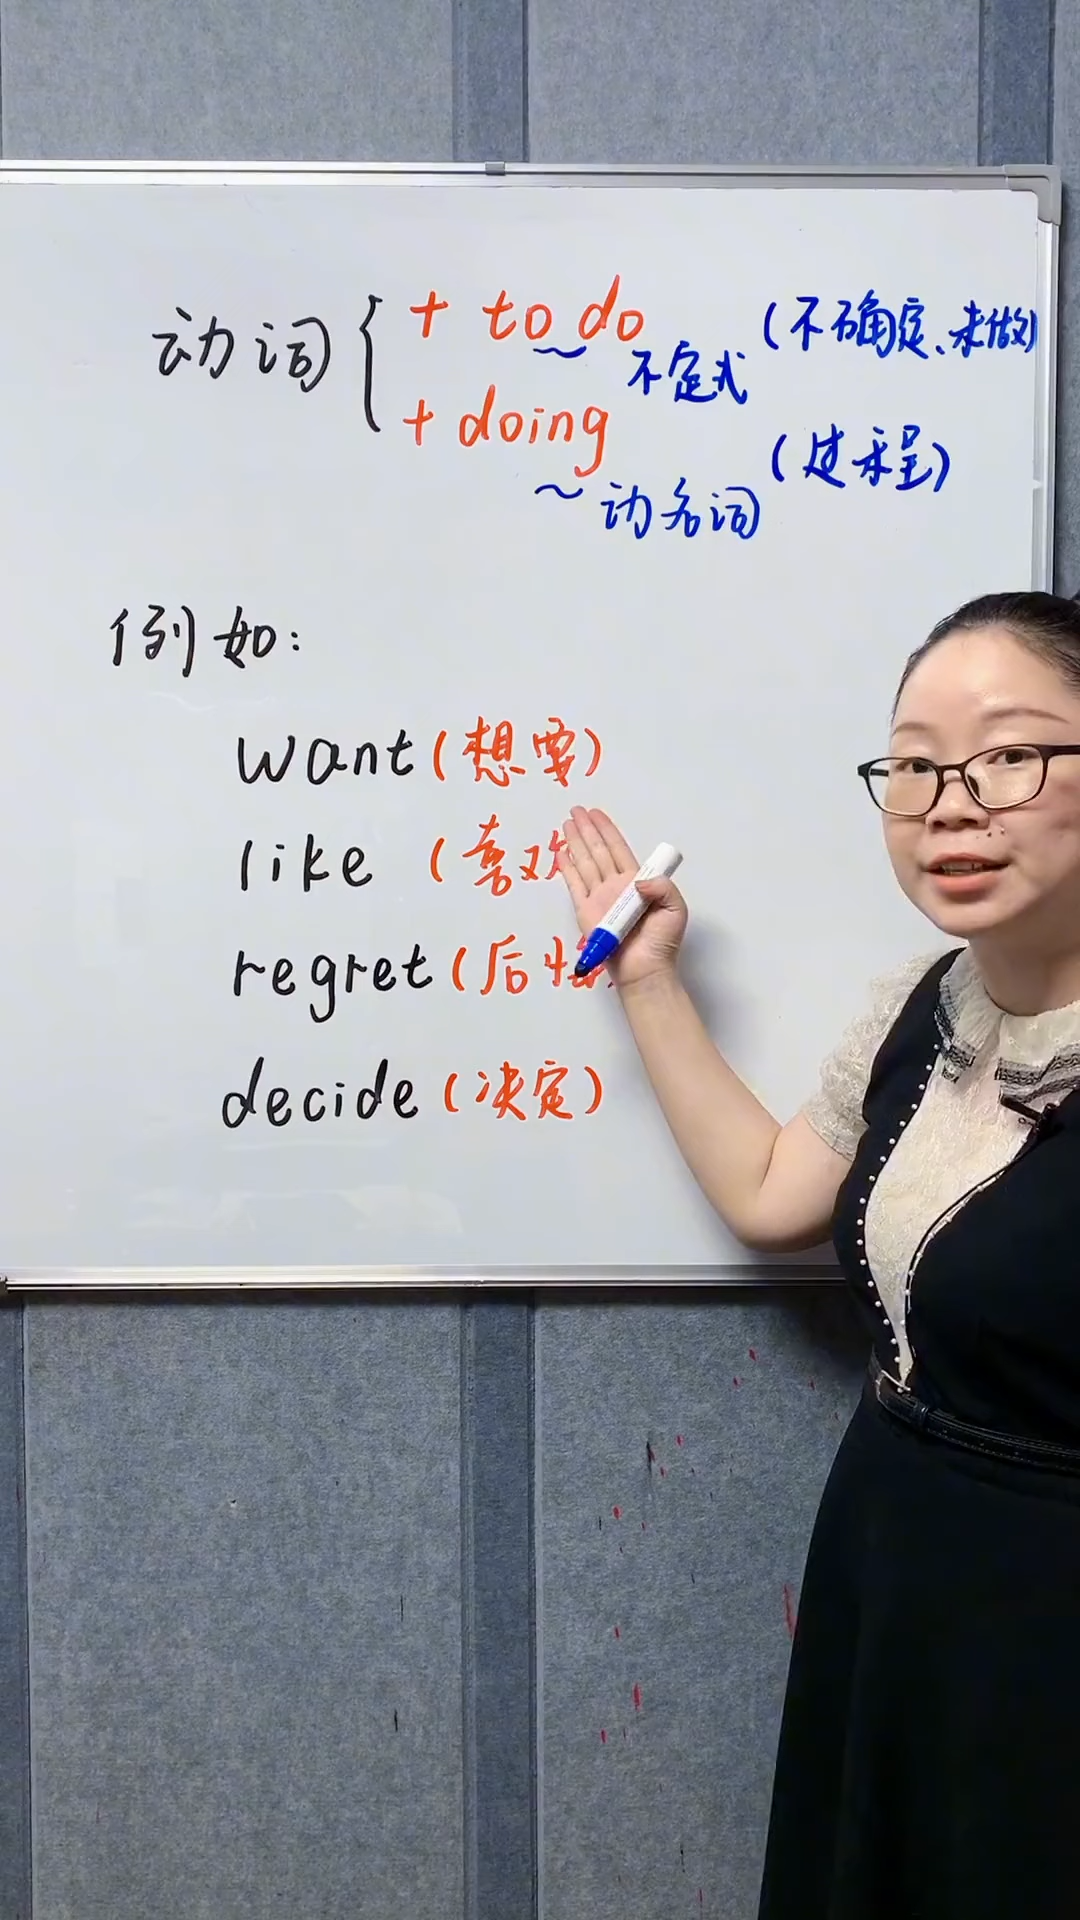 动词 { + to do (不确定、未做)
不定式
+ doing (过程)
动名词
例如:
want (想要)
like (喜欢
regret (后悔
decide (决定)